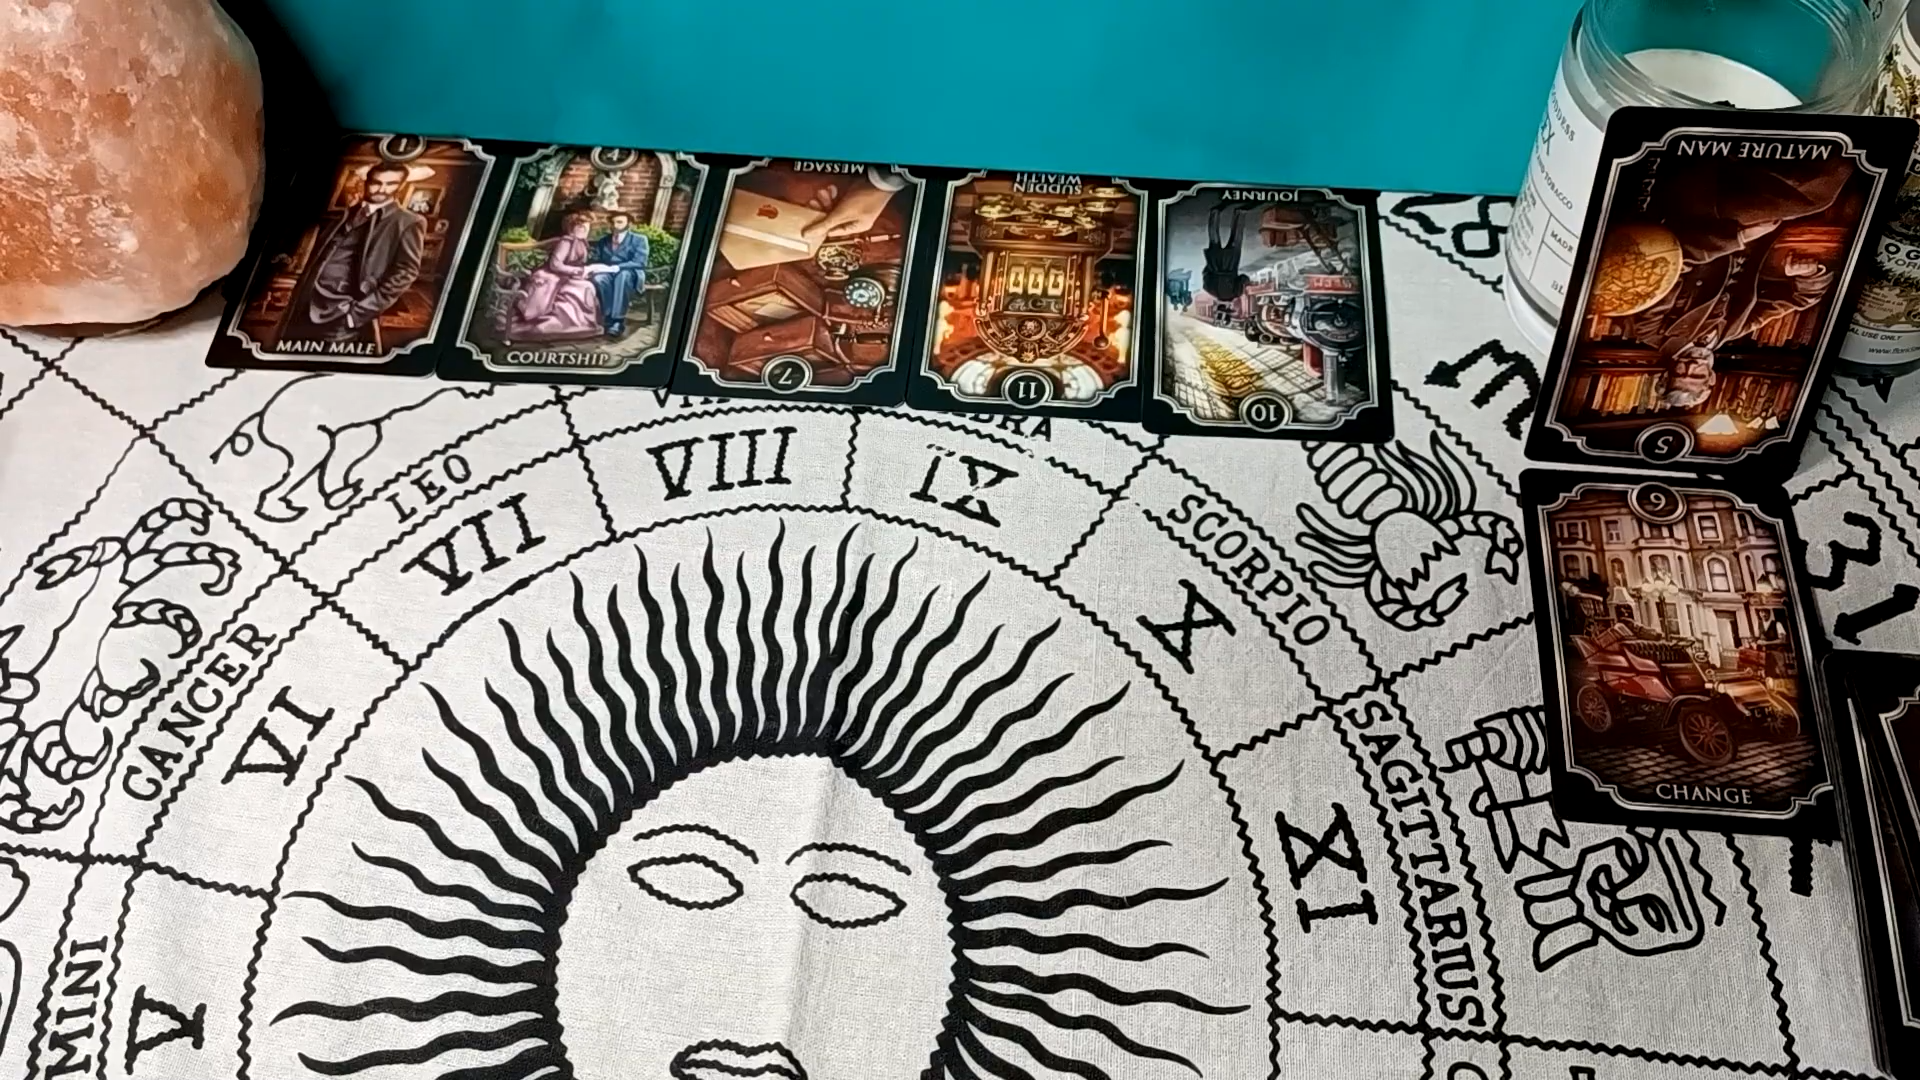 1
MAIN MALE
4
COURTSHIP
MESSAGE
7
SUDDEN
WEALTH
11
JOURNEY
10
MATURE MAN
5
6
CHANGE
LEO
VII
VIII
IX
SCORPIO
X
CANCER
VI
SAGITTARIUS
XI
MINI
V